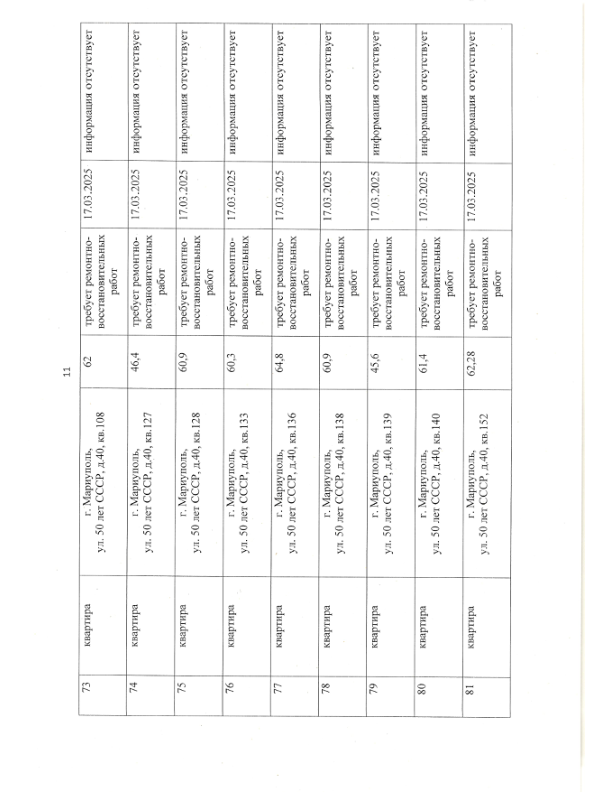 11
73
квартира
г. Мариуполь,
ул. 50 лет СССР, д.40, кв.108
62
требует ремонтно-
восстановительных
работ
17.03.2025
информация отсутствует
74
квартира
г. Мариуполь,
ул. 50 лет СССР, д.40, кв.127
46,4
требует ремонтно-
восстановительных
работ
17.03.2025
информация отсутствует
75
квартира
г. Мариуполь,
ул. 50 лет СССР, д.40, кв.128
60,9
требует ремонтно-
восстановительных
работ
17.03.2025
информация отсутствует
76
квартира
г. Мариуполь,
ул. 50 лет СССР, д.40, кв.133
60,3
требует ремонтно-
восстановительных
работ
17.03.2025
информация отсутствует
77
квартира
г. Мариуполь,
ул. 50 лет СССР, д.40, кв.136
64,8
требует ремонтно-
восстановительных
работ
17.03.2025
информация отсутствует
78
квартира
г. Мариуполь,
ул. 50 лет СССР, д.40, кв.138
60,9
требует ремонтно-
восстановительных
работ
17.03.2025
информация отсутствует
79
квартира
г. Мариуполь,
ул. 50 лет СССР, д.40, кв.139
45,6
требует ремонтно-
восстановительных
работ
17.03.2025
информация отсутствует
80
квартира
г. Мариуполь,
ул. 50 лет СССР, д.40, кв.140
61,4
требует ремонтно-
восстановительных
работ
17.03.2025
информация отсутствует
81
квартира
г. Мариуполь,
ул. 50 лет СССР, д.40, кв.152
62,28
требует ремонтно-
восстановительных
работ
17.03.2025
информация отсутствует